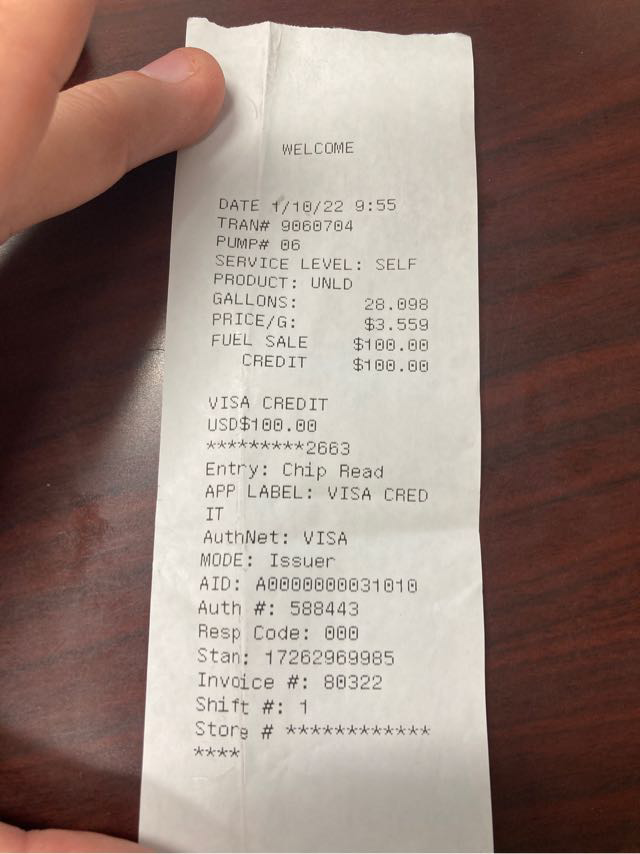 WELCOME
DATE 1/10/22 9:55
TRAN# 9060704
PUMP# 06
SERVICE LEVEL: SELF
PRODUCT: UNLD
GALLONS: 28.098
PRICE/G: $3.559
FUEL SALE $100.00
CREDIT $100.00
VISA CREDIT
USD$100.00
*********2663
Entry: Chip Read
APP LABEL: VISA CRED
IT
AuthNet: VISA
MODE: Issuer
AID: A0000000031010
Auth #: 588443
Resp Code: 000
Stan: 17262969985
Invoice #: 80322
Shift #: 1
Store # ************
****